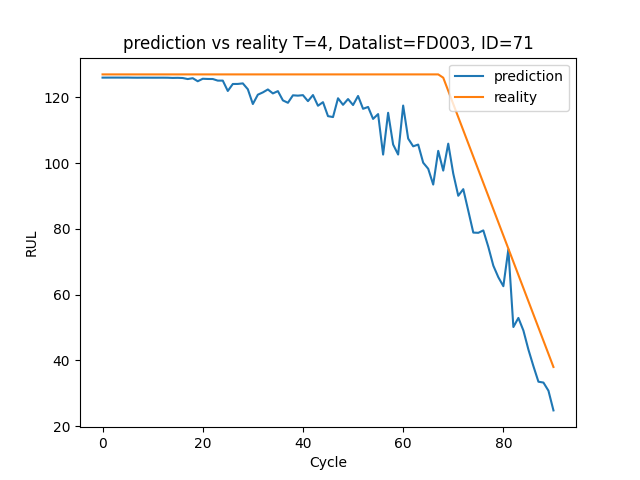 prediction vs reality T=4, Datalist=FD003, ID=71
prediction
reality
RUL
120
100
80
60
40
20
0 20 40 60 80
Cycle